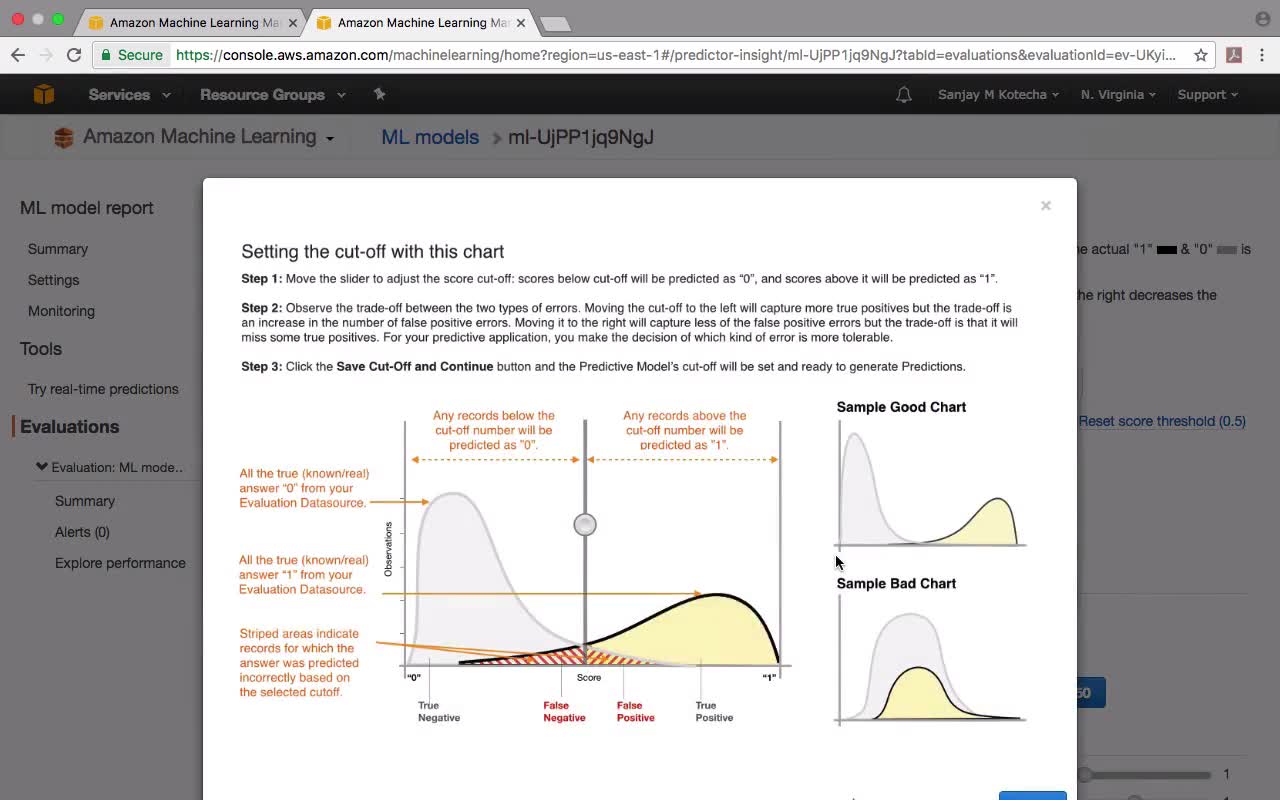 Amazon Machine Learning Ma
Amazon Machine Learning Mar
Secure https://console.aws.amazon.com/machinelearning/home?region=us-east-1#/predictor-insight/ml-UjPP1jq9NgJ?tabId=evaluations&evaluationId=ev-UKyi...
Services Resource Groups Sanjay M Kotecha N. Virginia Support
Amazon Machine Learning ML models > ml-UjPP1jq9NgJ
ML model report
Summary
Settings
Monitoring
Tools
Try real-time predictions
Evaluations
Evaluation: ML mode..
Summary
Alerts (0)
Explore performance
e actual "1" & "0" is
the right decreases the
Reset score threshold (0.5)
50
1
Setting the cut-off with this chart
Step 1: Move the slider to adjust the score cut-off: scores below cut-off will be predicted as “0”, and scores above it will be predicted as “1”.
Step 2: Observe the trade-off between the two types of errors. Moving the cut-off to the left will capture more true positives but the trade-off is
an increase in the number of false positive errors. Moving it to the right will capture less of the false positive errors but the trade-off is that it will
miss some true positives. For your predictive application, you make the decision of which kind of error is more tolerable.
Step 3: Click the Save Cut-Off and Continue button and the Predictive Model’s cut-off will be set and ready to generate Predictions.
Any records below the
cut-off number will be
predicted as "0".
Any records above the
cut-off number will be
predicted as "1".
All the true (known/real)
answer “0” from your
Evaluation Datasource.
All the true (known/real)
answer “1” from your
Evaluation Datasource.
Striped areas indicate
records for which the
answer was predicted
incorrectly based on
the selected cutoff.
Observations
"0"
Score
"1"
True
Negative
False
Negative
False
Positive
True
Positive
Sample Good Chart
Sample Bad Chart